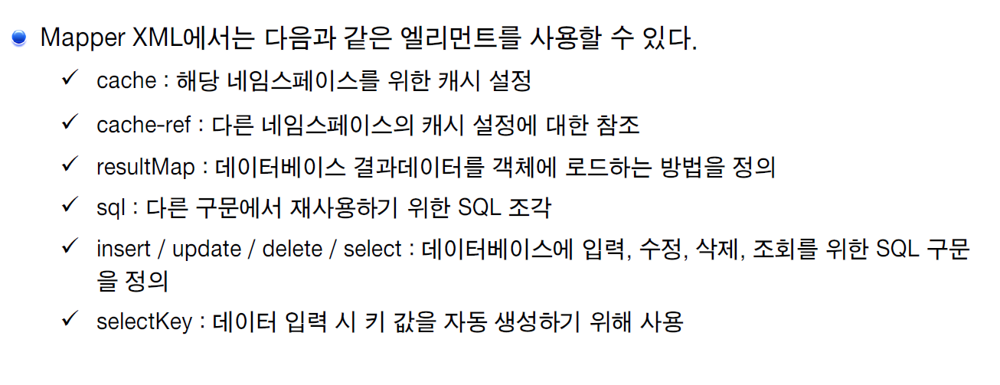 Mapper XML에서는 다음과 같은 엘리먼트를 사용할 수 있다.
✓ cache : 해당 네임스페이스를 위한 캐시 설정
✓ cache-ref : 다른 네임스페이스의 캐시 설정에 대한 참조
✓ resultMap : 데이터베이스 결과데이터를 객체에 로드하는 방법을 정의
✓ sql : 다른 구문에서 재사용하기 위한 SQL 조각
✓ insert / update / delete / select : 데이터베이스에 입력, 수정, 삭제, 조회를 위한 SQL 구문
을 정의
✓ selectKey : 데이터 입력 시 키 값을 자동 생성하기 위해 사용